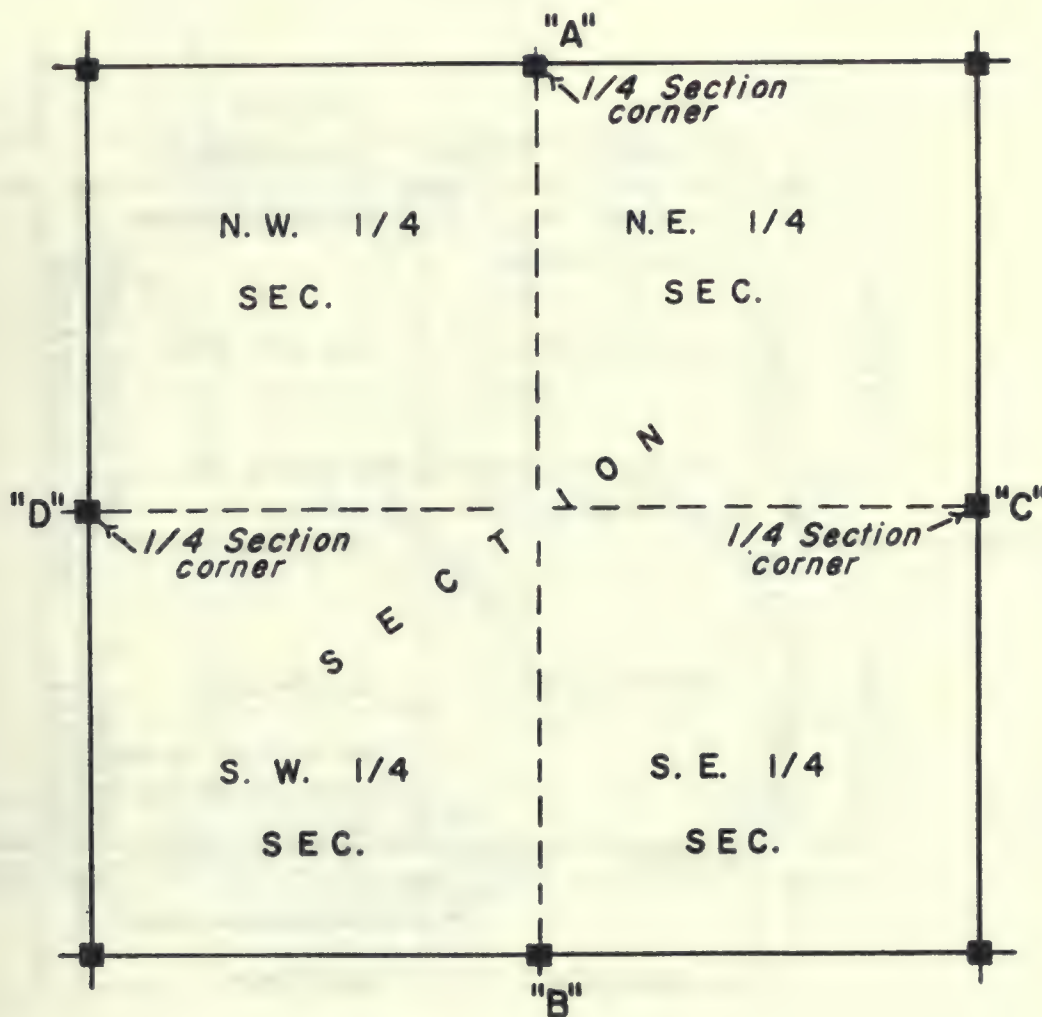 "A"
1/4 Section
corner
N. W. 1/4
SEC.
N. E. 1/4
SEC.
SECTION
"D"
1/4 Section
corner
"C"
1/4 Section
corner
S. W. 1/4
SEC.
S. E. 1/4
SEC.
"B"